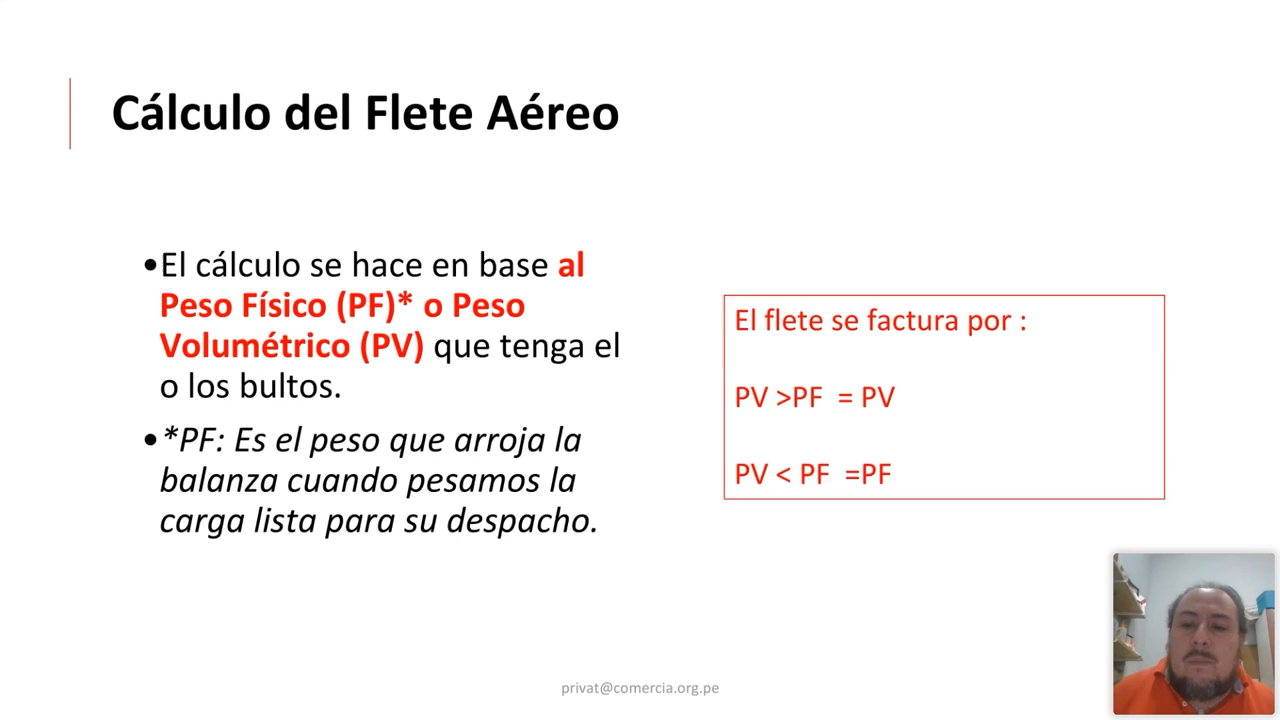 Cálculo del Flete Aéreo
•El cálculo se hace en base al
Peso Físico (PF)* o Peso
Volumétrico (PV) que tenga el
o los bultos.
•*PF: Es el peso que arroja la
balanza cuando pesamos la
carga lista para su despacho.
El flete se factura por :
PV >PF = PV
PV < PF =PF
privat@comercia.org.pe